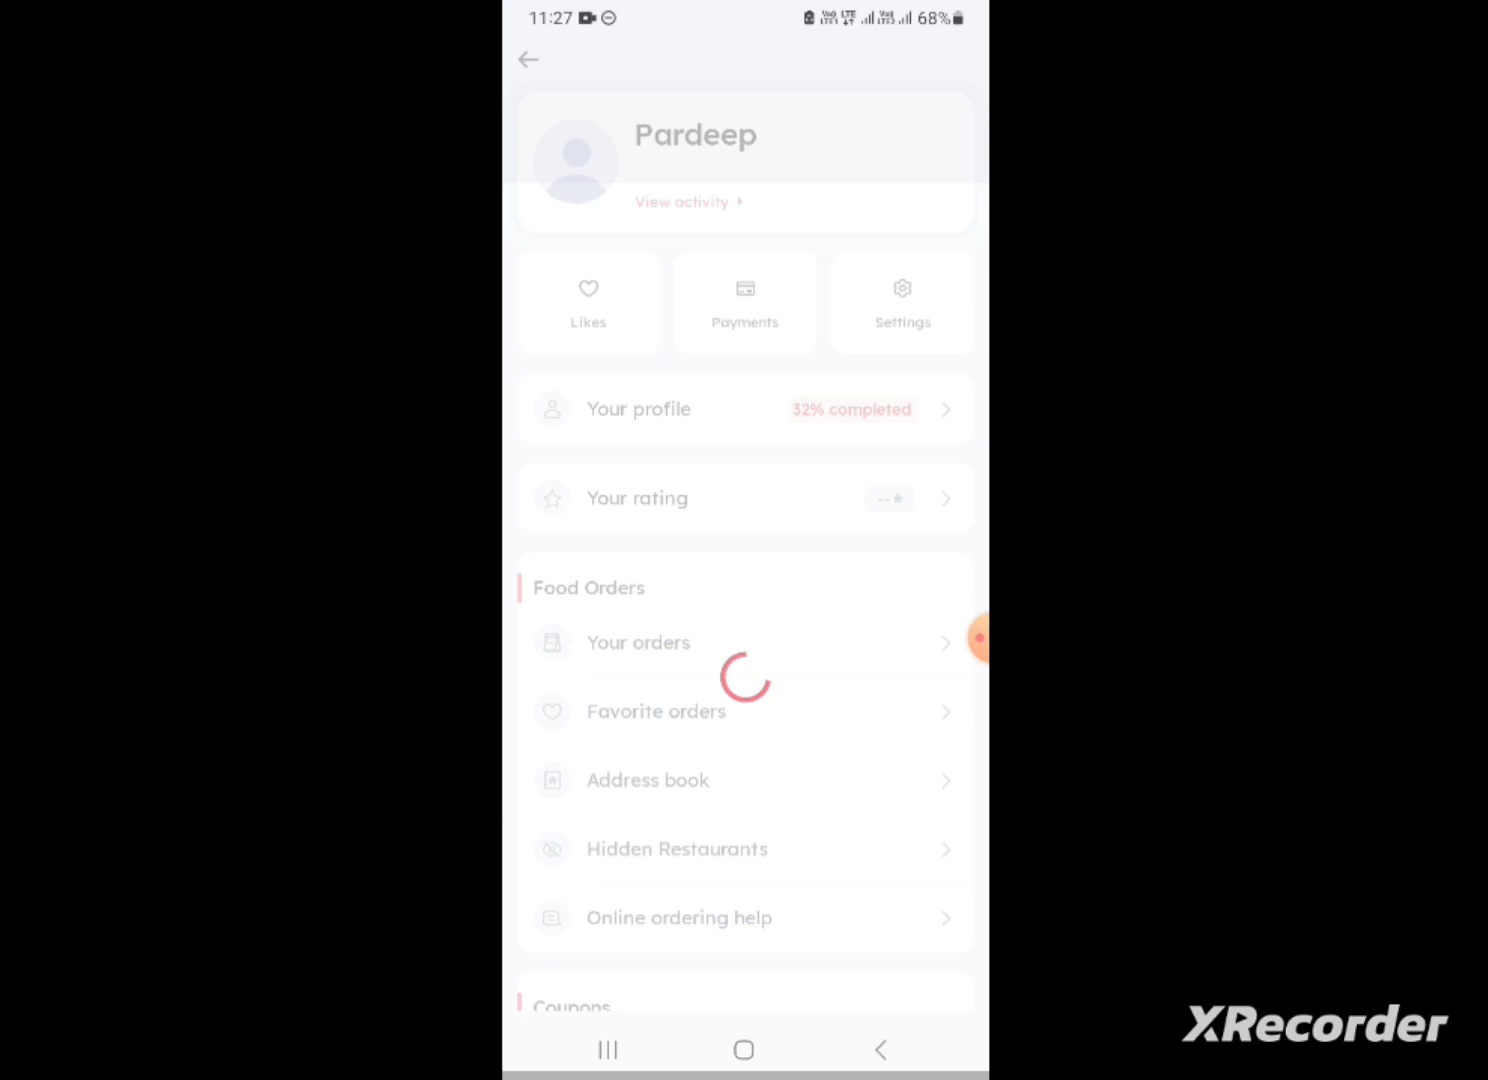 11:27 68%
Pardeep
View activity
Likes Payments Settings
Your profile 32% completed
Your rating --★
Food Orders
Your orders
Favorite orders
Address book
Hidden Restaurants
Online ordering help
Coupons
XRecorder